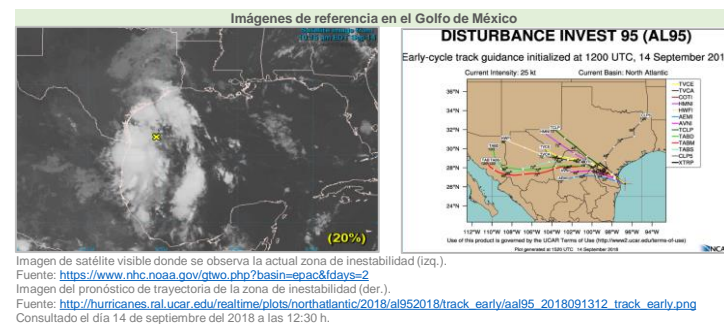 Imágenes de referencia en el Golfo de México
(20%)
DISTURBANCE INVEST 95 (AL95)
Early-cycle track guidance initialized at 1200 UTC, 14 September 201
Current Intensity: 25 kt
Current Basin: North Atlantic
TVCE
TVCA
COTI
HMNI
HWFI
AEMI
AVNI
TCLP
TABD
TABM
TABS
CLP5
XTRP
36°N
34°N
32°N
30°N
28°N
26°N
24°N
112°W 110°W 108°W 106°W 104°W 102°W 100°W 98°W 96°W 94°W
Use of this product is governed by the UCAR Terms of Use (http://www2.ucar.edu/terms-of-use)
Plot generated at 1520 UTC 14 September 2018
NCA
Imagen de satélite visible donde se observa la actual zona de inestabilidad (izq.).
Fuente: https://www.nhc.noaa.gov/gtwo.php?basin=epac&fdays=2
Imagen del pronóstico de trayectoria de la zona de inestabilidad (der.).
Fuente: http://hurricanes.ral.ucar.edu/realtime/plots/northatlantic/2018/al952018/track_early/aal95_2018091312_track_early.png
Consultado el día 14 de septiembre del 2018 a las 12:30 h.